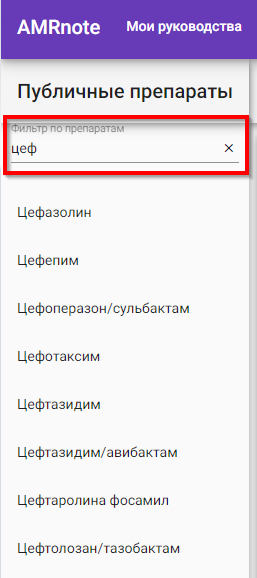 AMRnote Мои руководства
Публичные препараты
Фильтр по препаратам
цеф ×
Цефазолин
Цефепим
Цефоперазон/сульбактам
Цефотаксим
Цефтазидим
Цефтазидим/авибактам
Цефтаролина фосамил
Цефтолозан/тазобактам